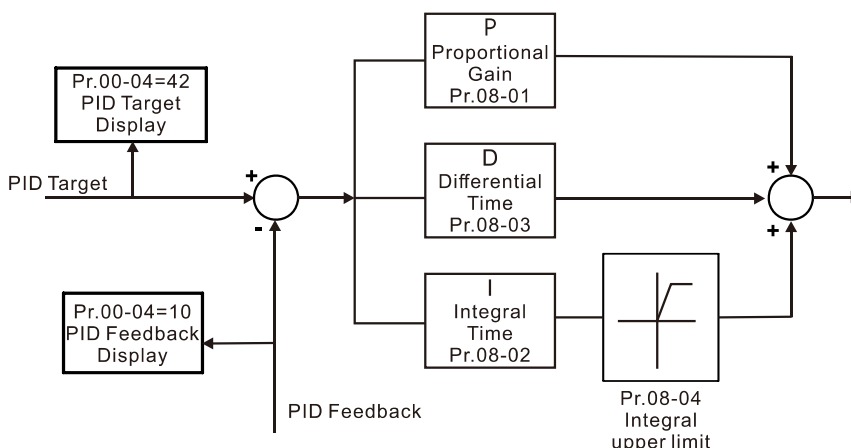 Pr.00-04=42
PID Target
Display
PID Target
+
-
Pr.00-04=10
PID Feedback
Display
PID Feedback
P
Proportional
Gain
Pr.08-01
D
Differential
Time
Pr.08-03
I
Integral
Time
Pr.08-02
Pr.08-04
Integral
upper limit
+
+